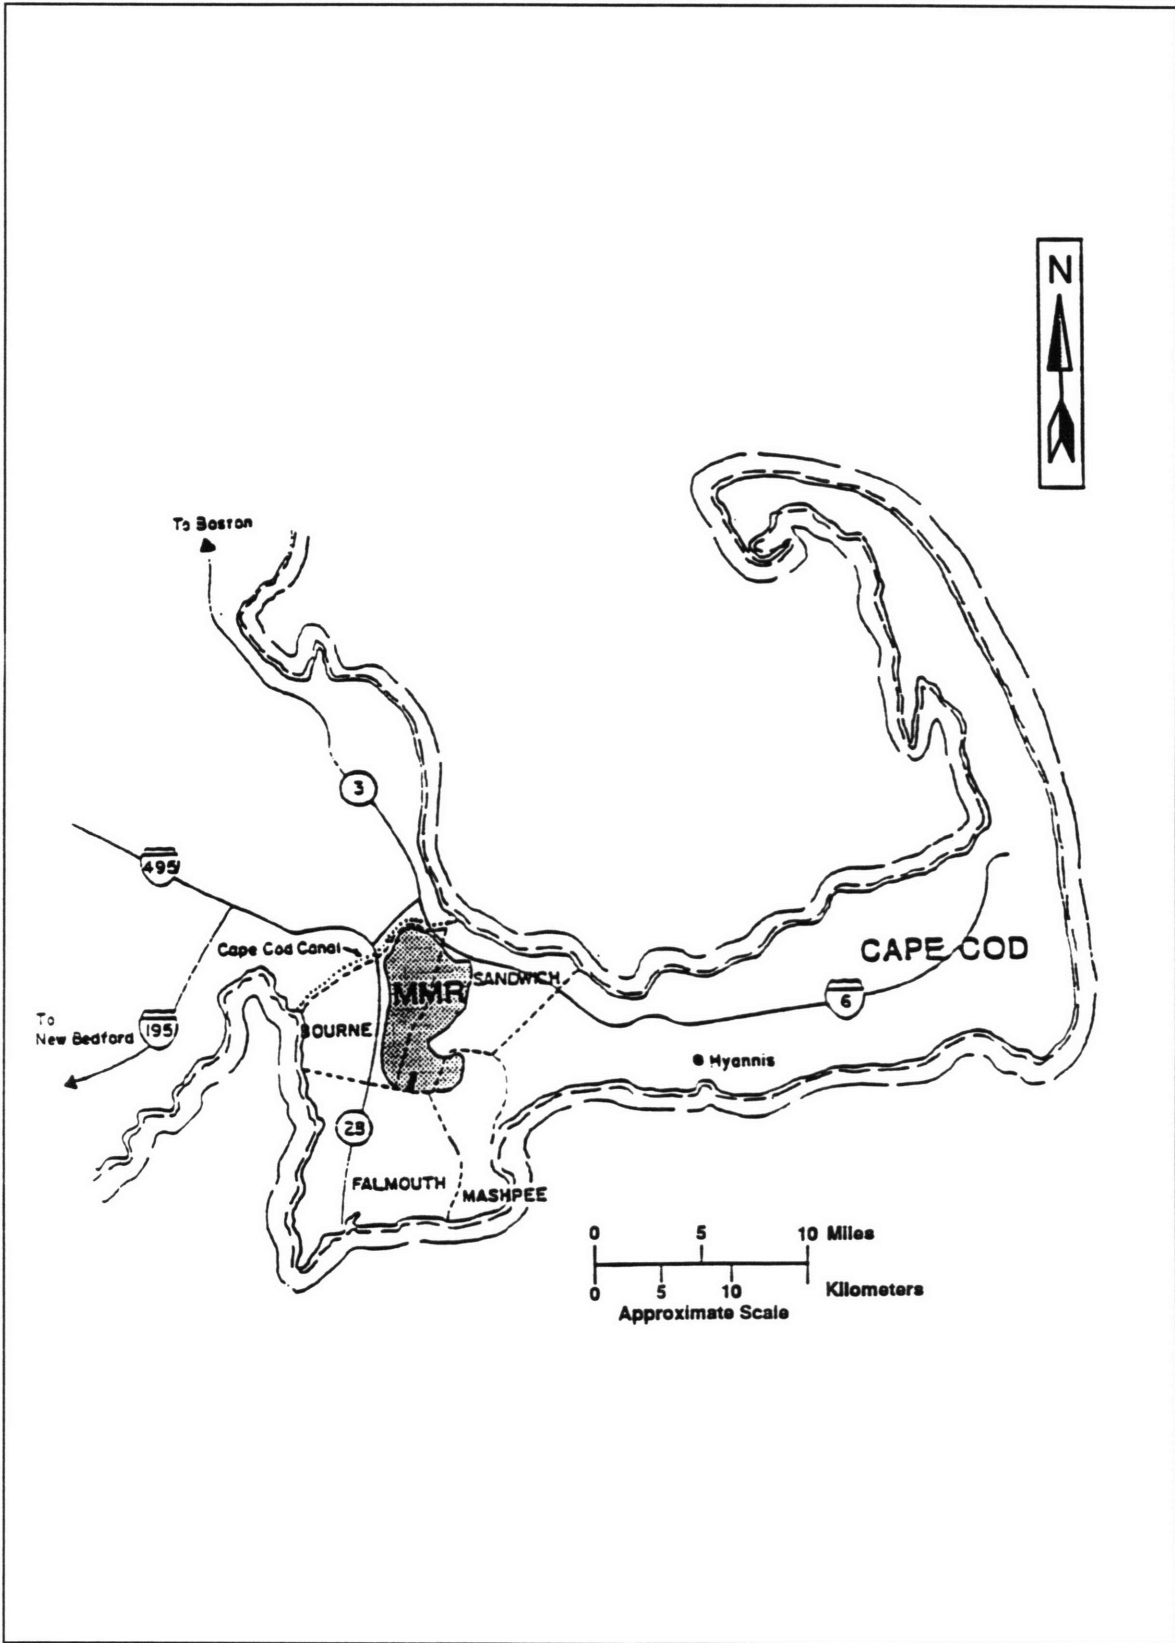 N
To Boston
3
495
Cape Cod Canal
SANDWICH
CAPE COD
MMR
6
To
New Bedford
195
BOURNE
Hyannis
28
FALMOUTH
MASHPEE
0 5 10 Miles
0 5 10 Kilometers
Approximate Scale